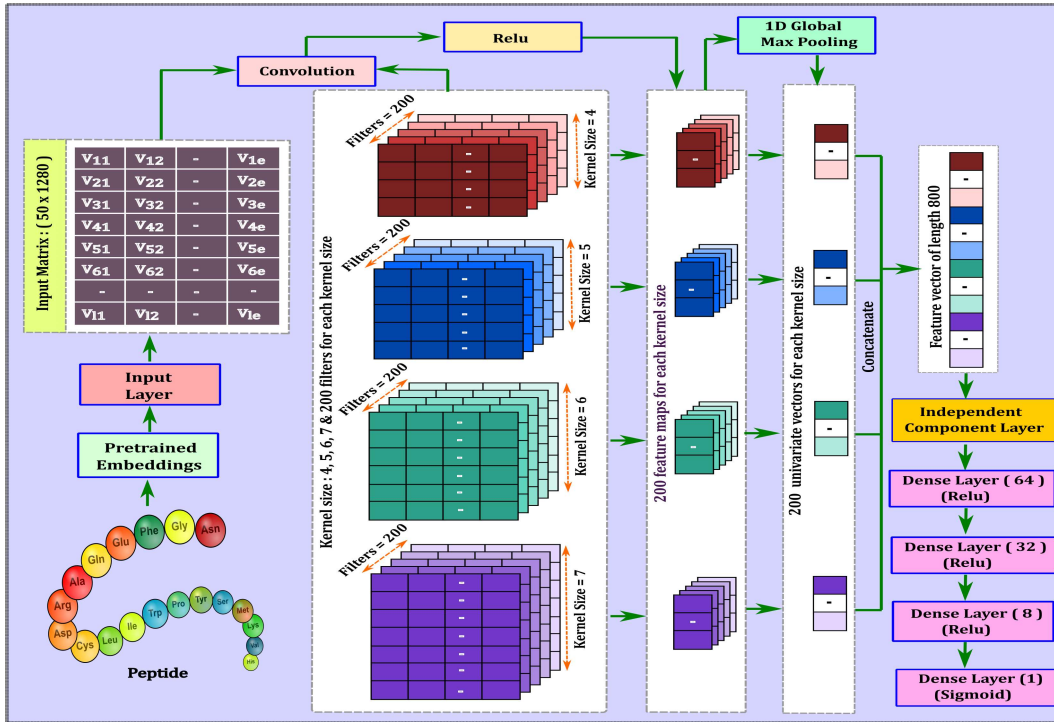 1D Global
Max Pooling
Relu
Convolution
Input Matrix : ( 50 x 1280 )
V11 V12 - V1e
V21 V22 - V2e
V31 V32 - V3e
V41 V42 - V4e
V51 V52 - V5e
V61 V62 - V6e
- - - -
Vl1 Vl2 - Vle
Input
Layer
Pretrained
Embeddings
Asn
Gly
Phe
Glu
Gln
Ala
Arg
Asp
Cys
Leu
Ile
Trp
Pro
Tyr
Ser
Met
Lys
Val
His
Peptide
Kernel size : 4, 5, 6, 7 & 200 filters for each kernel size
Filters = 200
Kernel Size = 4
Filters = 200
Kernel Size = 5
Filters = 200
Kernel Size = 6
Filters = 200
Kernel Size = 7
200 feature maps for each kernel size
200 univariate vectors for each kernel size
Concatenate
Feature vector of length 800
Independent
Component Layer
Dense Layer ( 64 )
(Relu)
Dense Layer ( 32 )
(Relu)
Dense Layer ( 8 )
(Relu)
Dense Layer (1)
(Sigmoid)